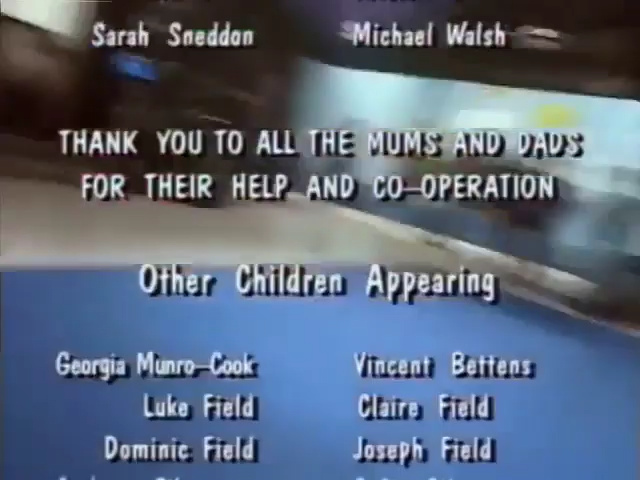 Sarah Sneddon Michael Walsh
THANK YOU TO ALL THE MUMS AND DADS
FOR THEIR HELP AND CO-OPERATION
Other Children Appearing
Georgia Munro-Cook Vincent Bettens
Luke Field Claire Field
Dominic Field Joseph Field